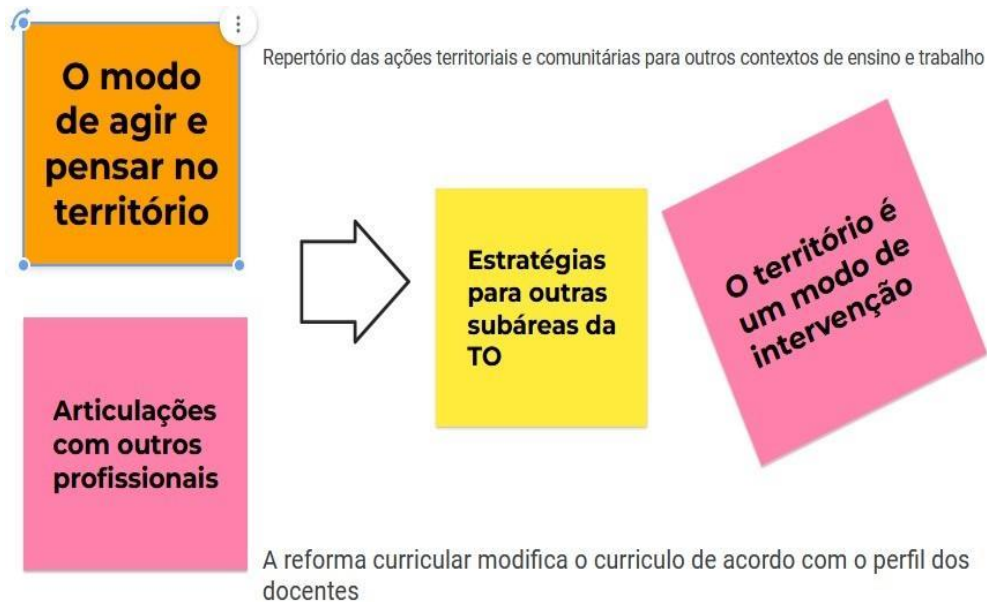 O modo
de agir e
pensar no
território
Repertório das ações territoriais e comunitárias para outros contextos de ensino e trabalho
Estratégias
para outras
subáreas da
TO
O território é
um modo de
intervenção
Articulações
com outros
profissionais
A reforma curricular modifica o curriculo de acordo com o perfil dos
docentes